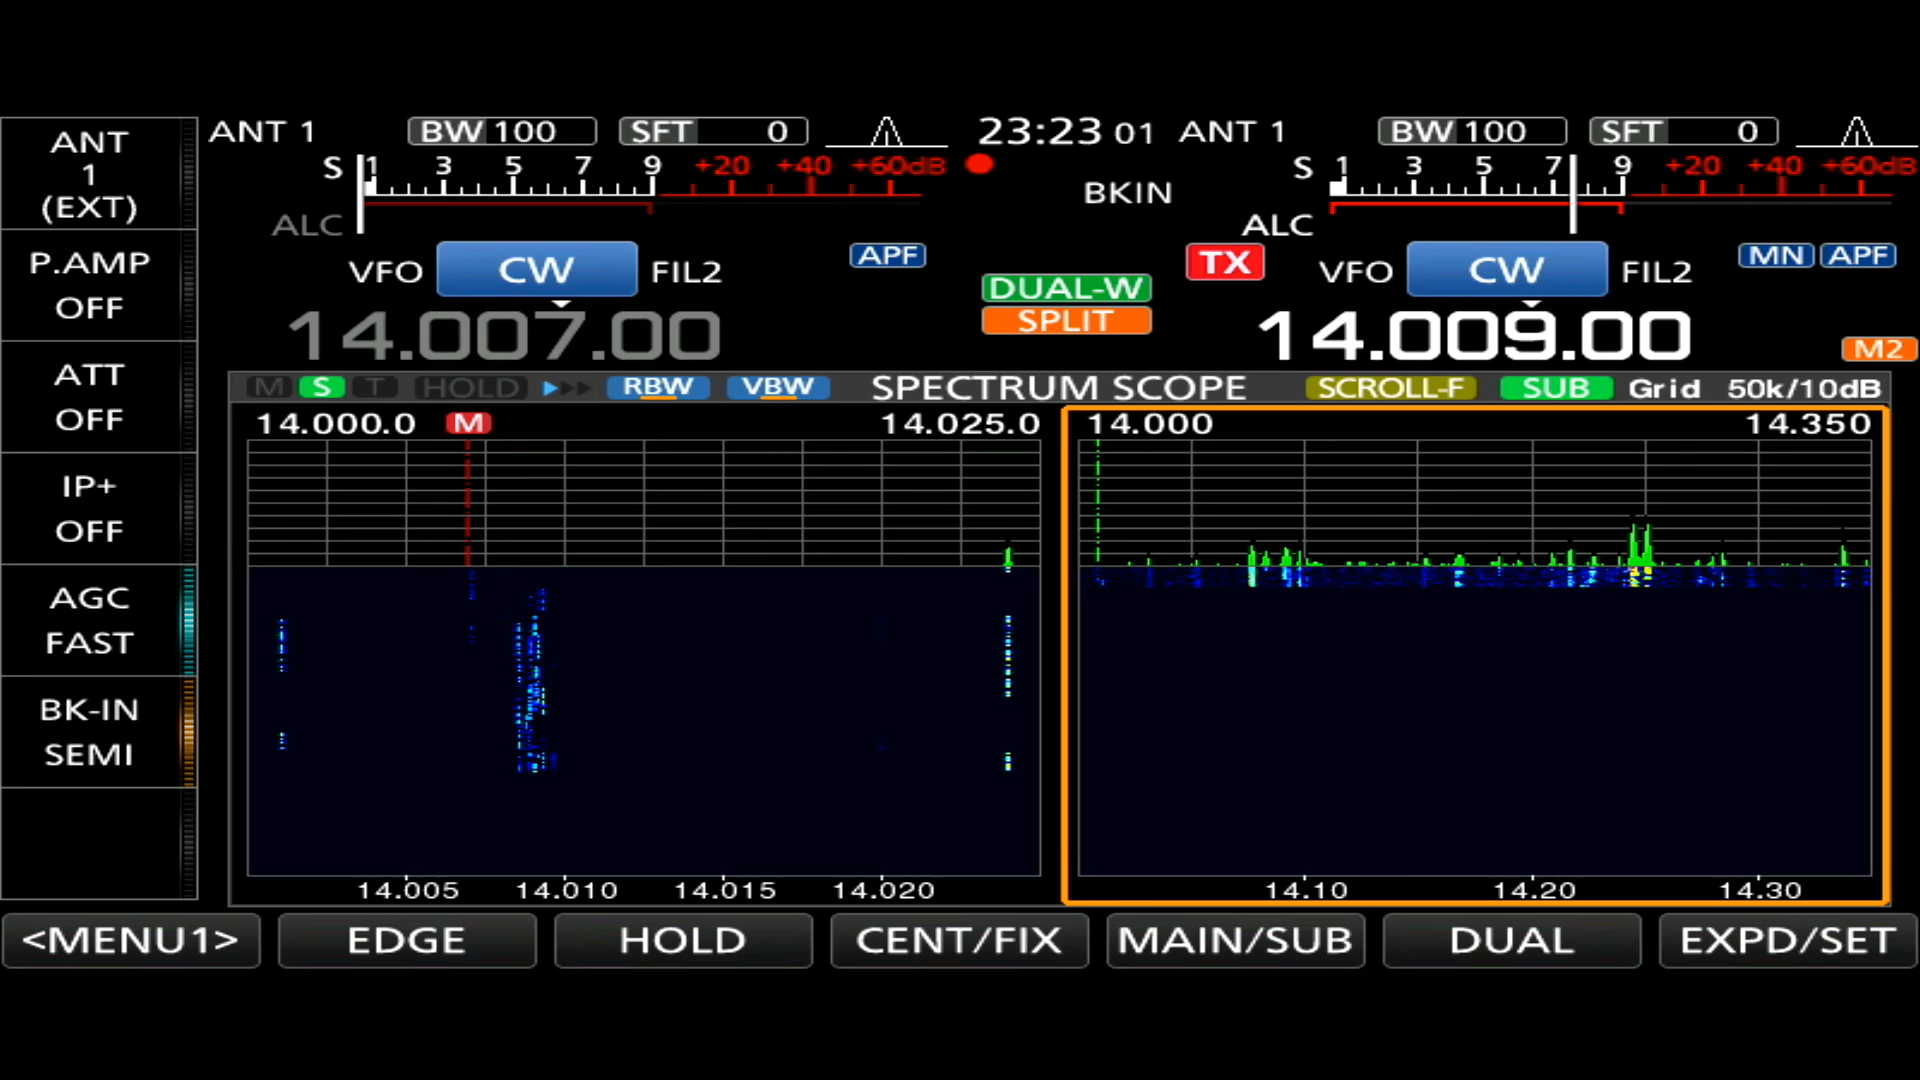 ANT 1 BW 100 SFT 0 23:23 01 ANT 1 BW 100 SFT 0
ANT
1
(EXT)
S 1 3 5 7 9 +20 +40 +60dB S 1 3 5 7 9 +20 +40 +60dB
BKIN
ALC ALC
P.AMP
OFF
VFO CW FIL2 APF TX VFO CW FIL2 MN APF
DUAL-W
SPLIT
14.007.00 14.009.00
M2
ATT
OFF
M S T HOLD RBW VBW SPECTRUM SCOPE SCROLL-F SUB Grid 50k/10dB
14.000.0 M 14.025.0 14.000 14.350
IP+
OFF
AGC
FAST
BK-IN
SEMI
14.005 14.010 14.015 14.020 14.10 14.20 14.30
<MENU1> EDGE HOLD CENT/FIX MAIN/SUB DUAL EXPD/SET